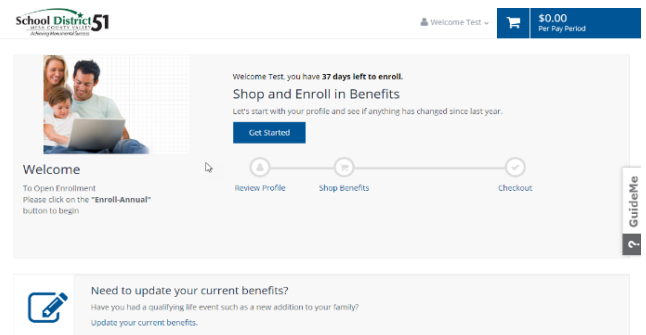 School District 51
MESA COUNTY VALLEY
Achieving Monumental Success
Welcome Test
$0.00
Per Pay Period
Welcome Test, you have 37 days left to enroll.
Shop and Enroll in Benefits
Let's start with your profile and see if anything has changed since last year.
Get Started
Welcome
To Open Enrollment
Please click on the "Enroll-Annual"
button to begin
Review Profile
Shop Benefits
Checkout
? GuideMe
Need to update your current benefits?
Have you had a qualifying life event such as a new addition to your family?
Update your current benefits.